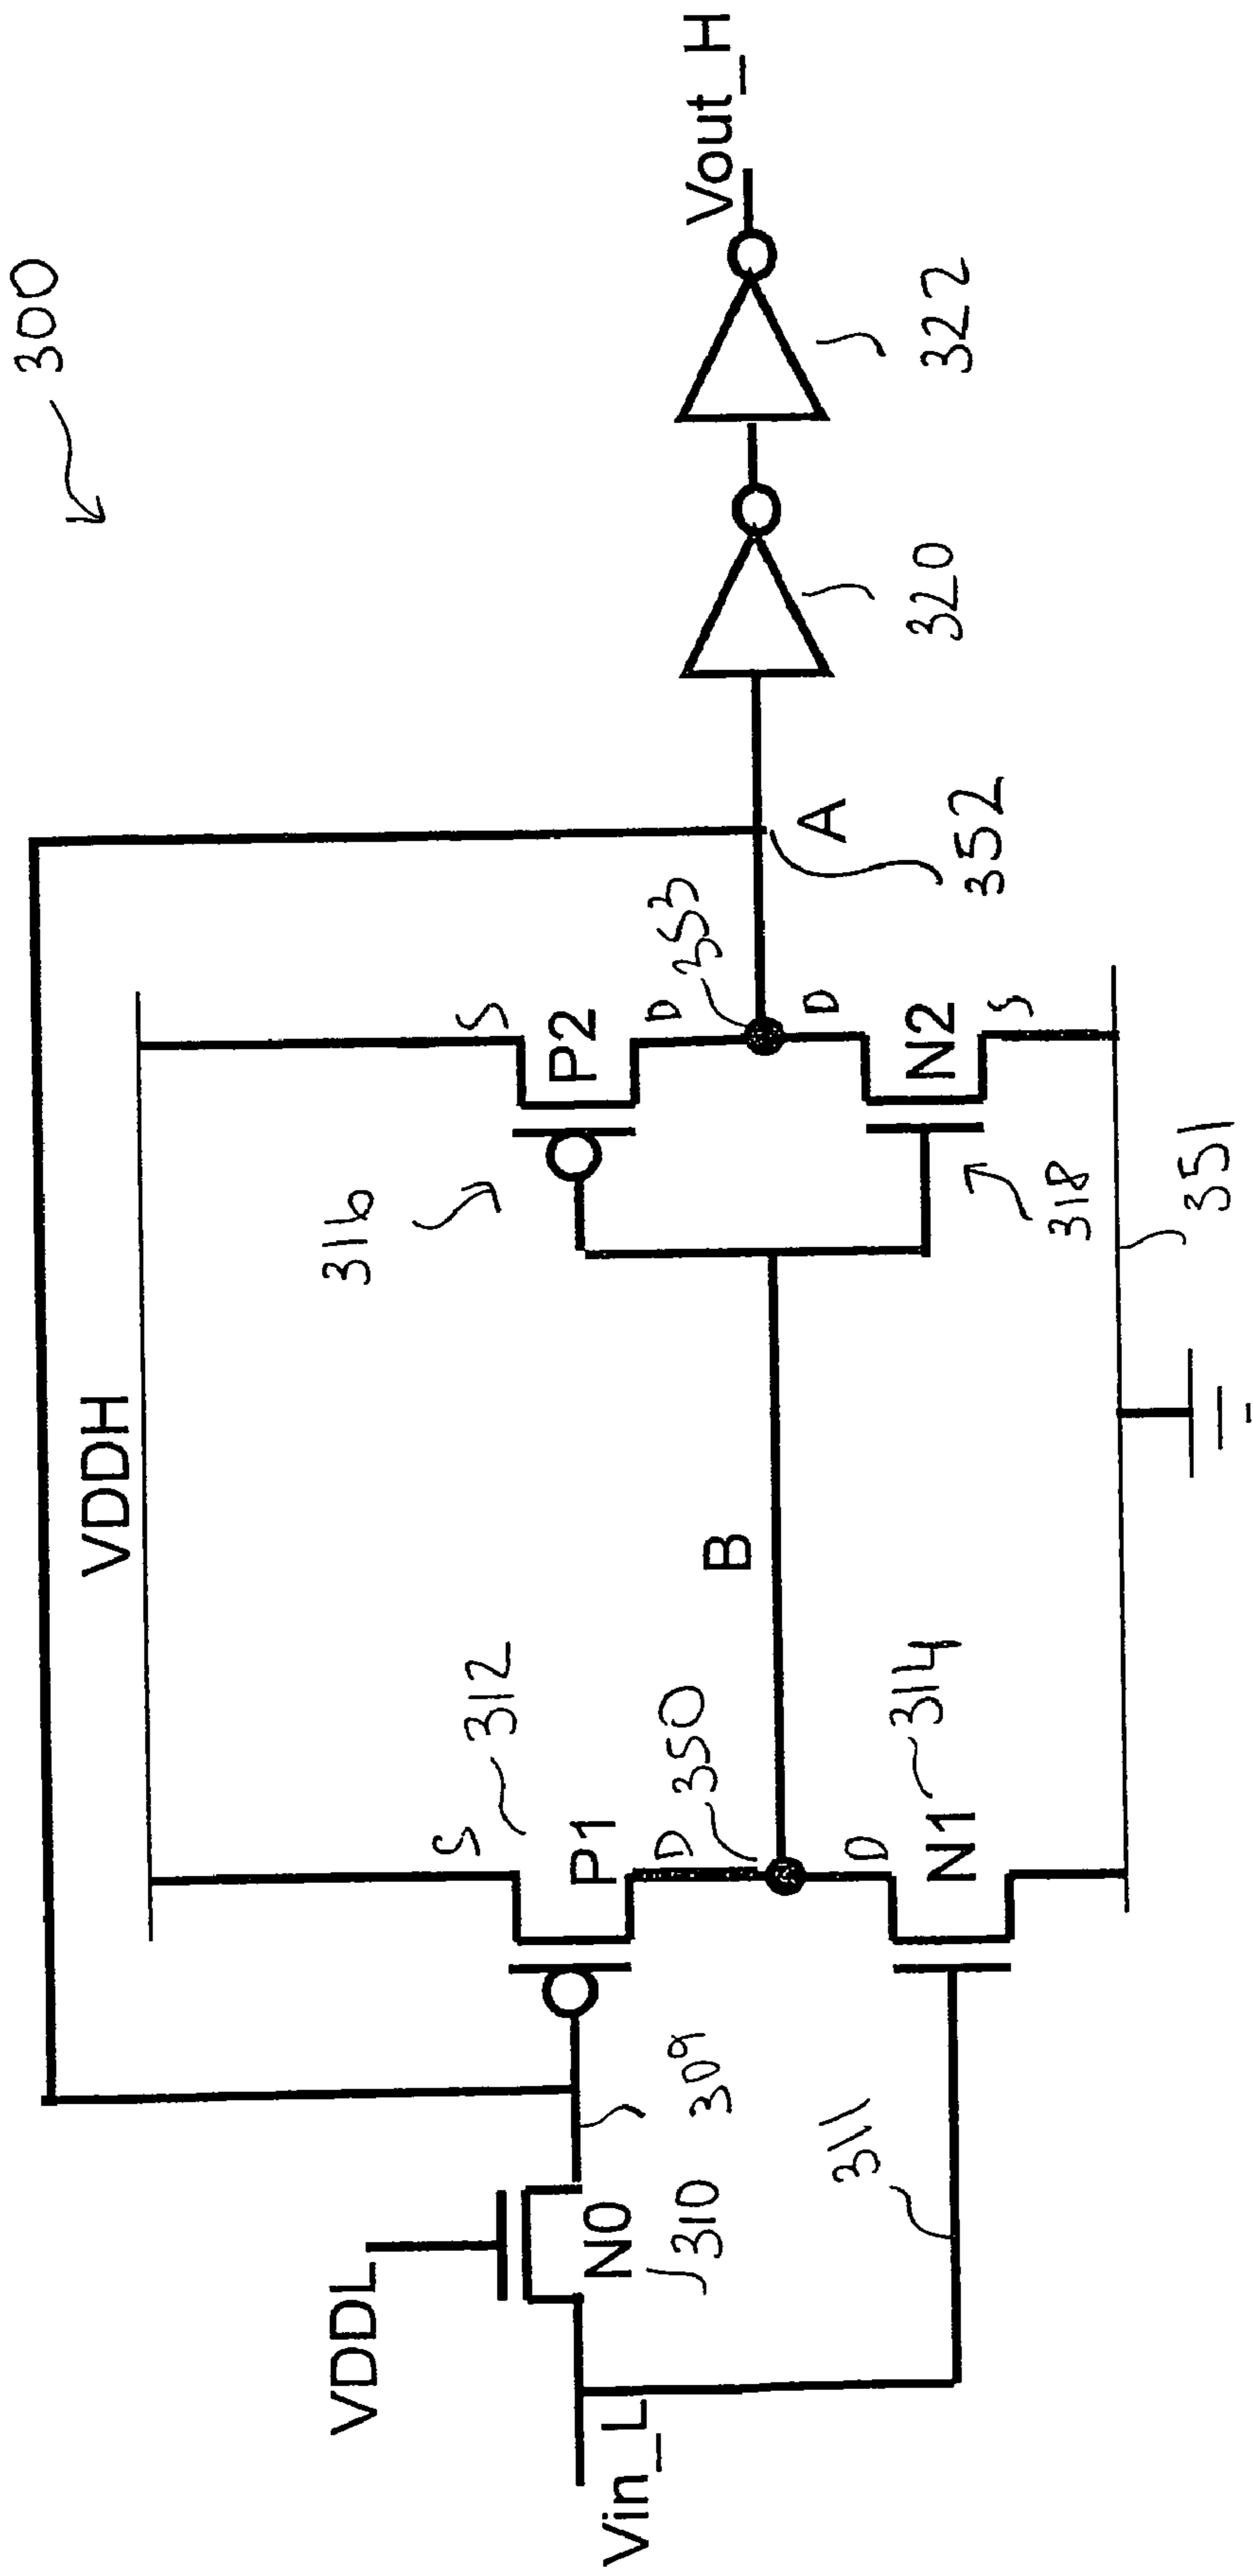 300
VDDH
VDDL
Vin_L
N0
310
309
311
S
312
P1
D
350
D
N1
314
B
316
S
P2
D
353
D
N2
S
318
351
A
352
320
322
Vout_H